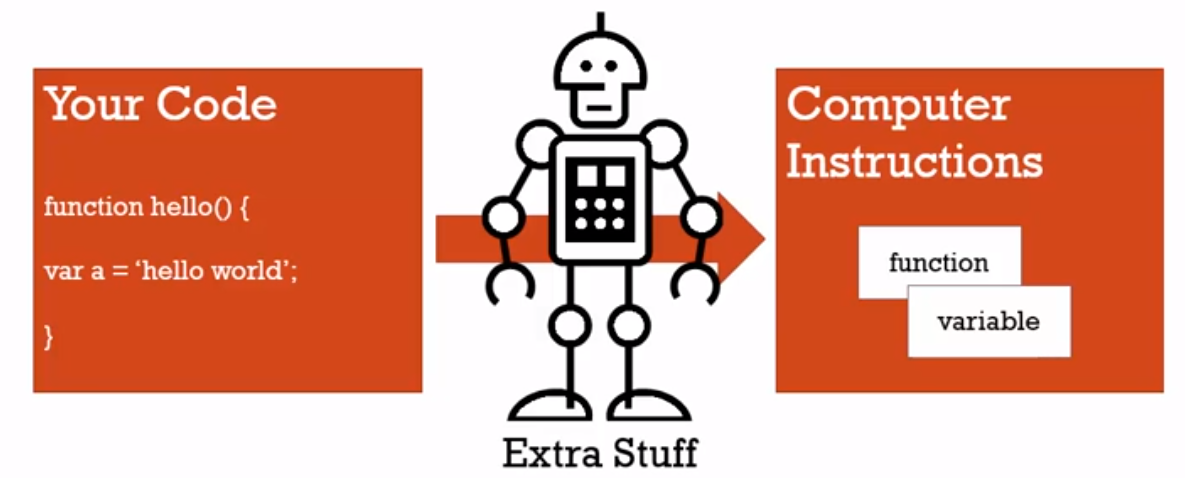 Your Code
function hello() {
var a = ‘hello world’;
}
Extra Stuff
Computer
Instructions
function
variable